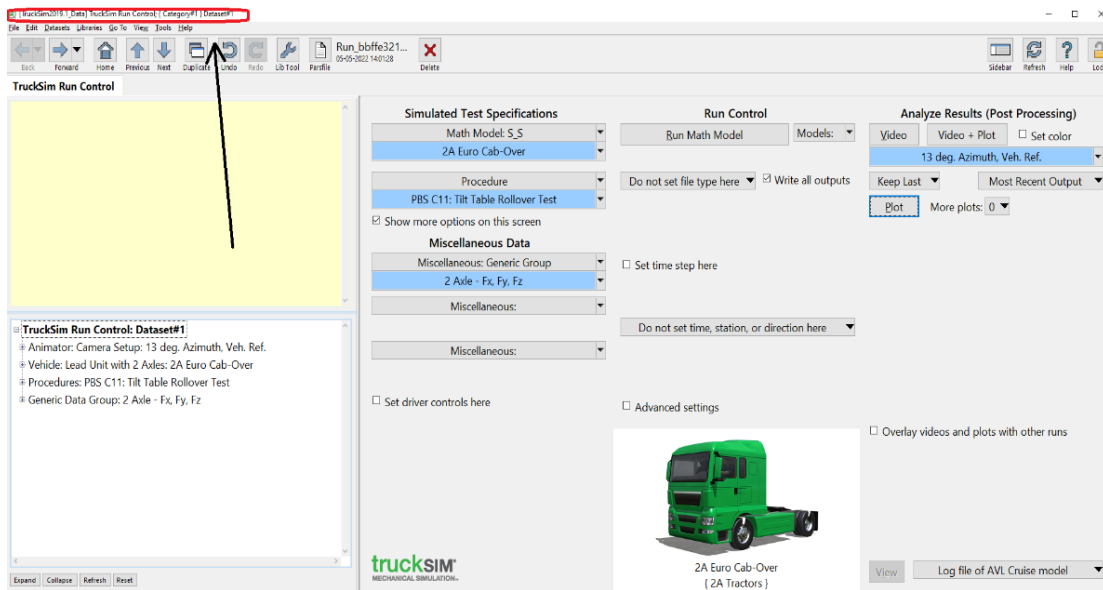 [TruckSim2019.1_Data] TruckSim Run Control; { Category#1 } Dataset#1
File Edit Datasets Libraries Go To View Tools Help
Back Forward Home Previous Next Duplicate Undo Redo Lib Tool Parsfile
Run_bbffe321...
05-05-2022 14:01:28
Delete Sidebar Refresh Help Loc
TruckSim Run Control
Simulated Test Specifications
Math Model: S_S
2A Euro Cab-Over
Procedure
PBS C11: Tilt Table Rollover Test
Show more options on this screen
Miscellaneous Data
Miscellaneous: Generic Group
2 Axle - Fx, Fy, Fz
Miscellaneous:
Miscellaneous:
Set driver controls here
Run Control
Run Math Model Models:
Do not set file type here Write all outputs
Set time step here
Do not set time, station, or direction here
Advanced settings
Analyze Results (Post Processing)
Video Video + Plot Set color
13 deg. Azimuth, Veh. Ref.
Keep Last Most Recent Output
Plot More plots: 0
Overlay videos and plots with other runs
TruckSim Run Control: Dataset#1
Animator: Camera Setup: 13 deg. Azimuth, Veh. Ref.
Vehicle: Lead Unit with 2 Axles: 2A Euro Cab-Over
Procedures: PBS C11: Tilt Table Rollover Test
Generic Data Group: 2 Axle - Fx, Fy, Fz
Expand Collapse Refresh Reset
truckSIM
MECHANICAL SIMULATION
2A Euro Cab-Over
{ 2A Tractors }
View Log file of AVL Cruise model